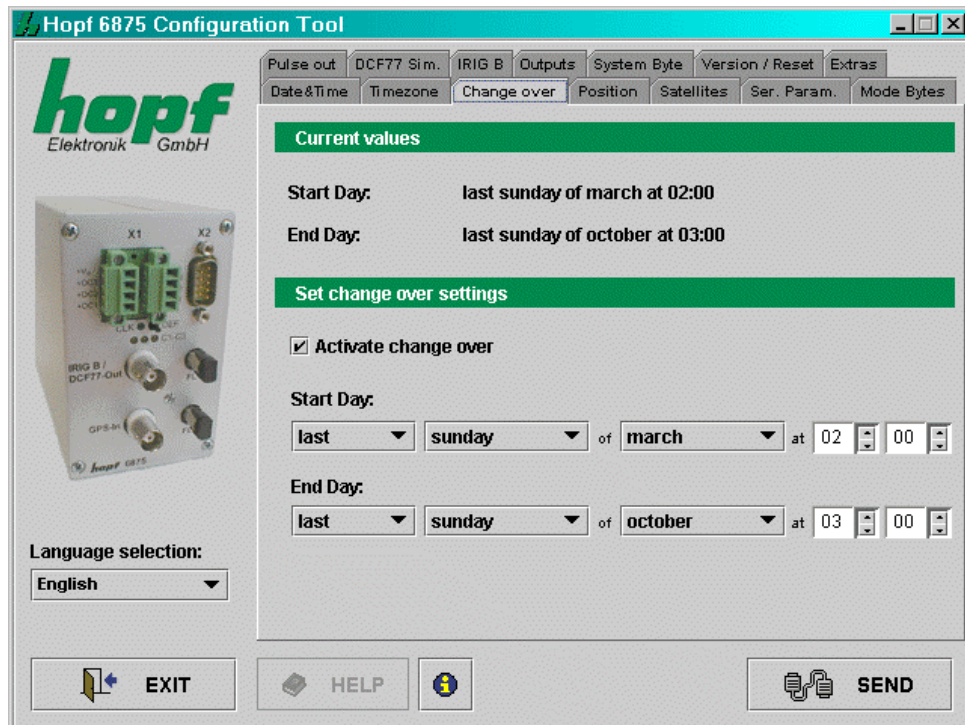 Hopf 6875 Configuration Tool
hopf
Elektronik GmbH
Pulse out DCF77 Sim. IRIG B Outputs System Byte Version / Reset Extras
Date&Time Timezone Change over Position Satellites Ser. Param. Mode Bytes
Current values
Start Day: last sunday of march at 02:00
End Day: last sunday of october at 03:00
Set change over settings
Activate change over
Start Day:
last sunday of march at 02 00
End Day:
last sunday of october at 03 00
X1 X2
CLK
IRIG B /
DCF77-Out
GPS-In
hopf 6875
Language selection:
English
EXIT HELP SEND